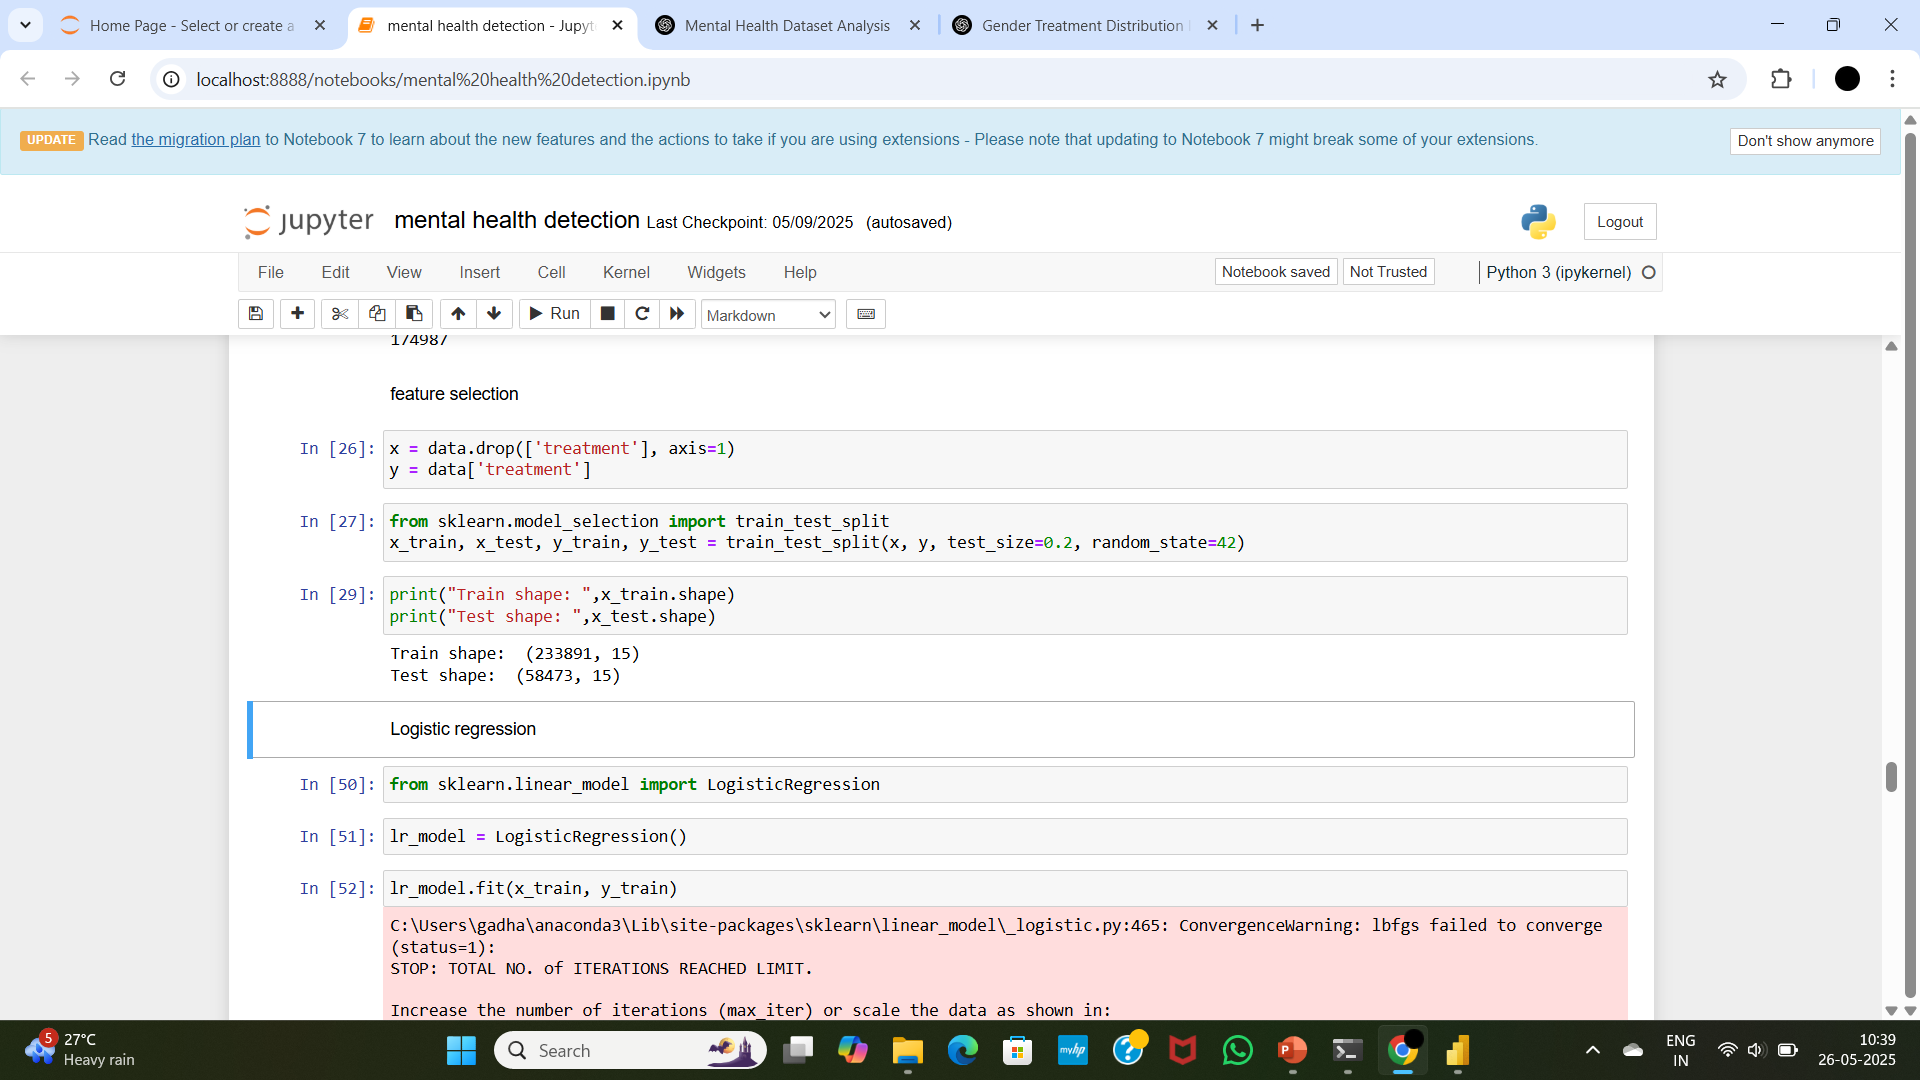 Home Page - Select or create a
mental health detection - Jupyt
Mental Health Dataset Analysis
Gender Treatment Distribution
localhost:8888/notebooks/mental%20health%20detection.ipynb
UPDATE Read the migration plan to Notebook 7 to learn about the new features and the actions to take if you are using extensions - Please note that updating to Notebook 7 might break some of your extensions.
Don't show anymore
jupyter mental health detection Last Checkpoint: 05/09/2025 (autosaved)
Logout
File Edit View Insert Cell Kernel Widgets Help
Notebook saved Not Trusted Python 3 (ipykernel)
Run Markdown
174987
feature selection
In [26]: x = data.drop(['treatment'], axis=1)
y = data['treatment']
In [27]: from sklearn.model_selection import train_test_split
x_train, x_test, y_train, y_test = train_test_split(x, y, test_size=0.2, random_state=42)
In [29]: print("Train shape: ",x_train.shape)
print("Test shape: ",x_test.shape)
Train shape:  (233891, 15)
Test shape:  (58473, 15)
Logistic regression
In [50]: from sklearn.linear_model import LogisticRegression
In [51]: lr_model = LogisticRegression()
In [52]: lr_model.fit(x_train, y_train)
C:\Users\gadha\anaconda3\Lib\site-packages\sklearn\linear_model\_logistic.py:465: ConvergenceWarning: lbfgs failed to converge
(status=1):
STOP: TOTAL NO. of ITERATIONS REACHED LIMIT.
Increase the number of iterations (max_iter) or scale the data as shown in:
5
27°C
Heavy rain
Search
myhp
ENG
IN
10:39
26-05-2025